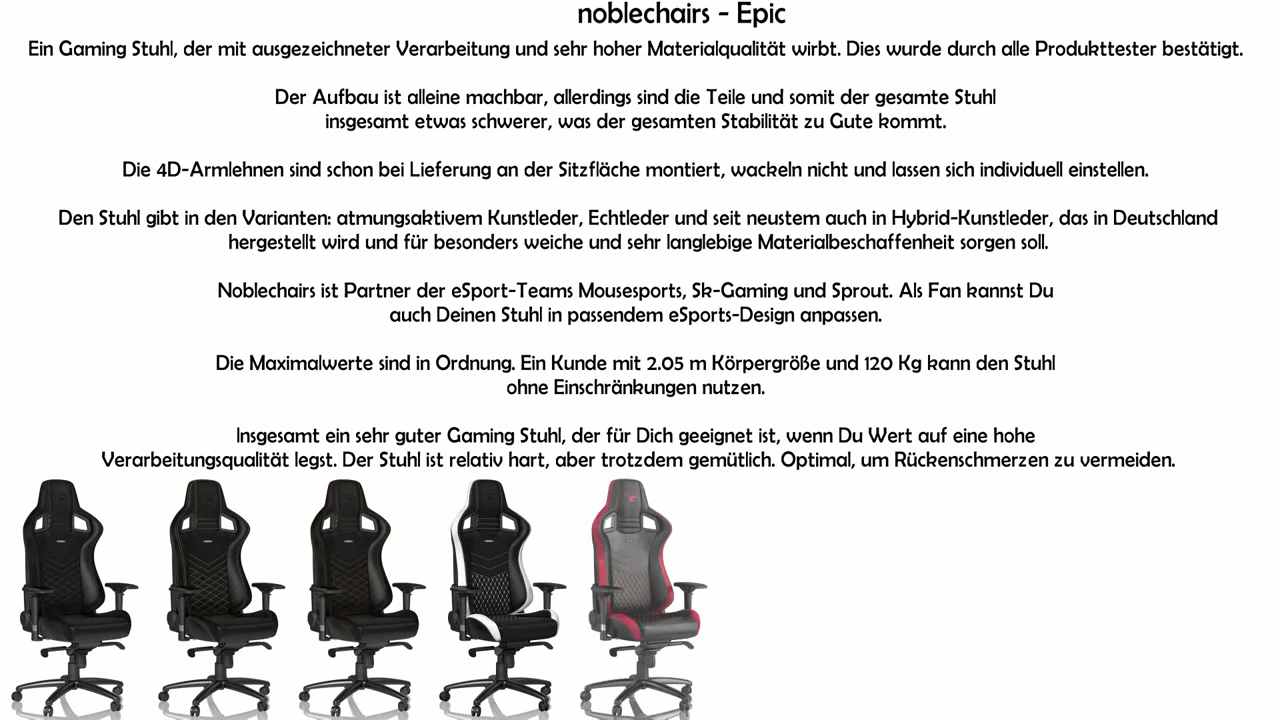 noblechairs - Epic
Ein Gaming Stuhl, der mit ausgezeichneter Verarbeitung und sehr hoher Materialqualität wirbt. Dies wurde durch alle Produkttester bestätigt.
Der Aufbau ist alleine machbar, allerdings sind die Teile und somit der gesamte Stuhl
insgesamt etwas schwerer, was der gesamten Stabilität zu Gute kommt.
Die 4D-Armlehnen sind schon bei Lieferung an der Sitzfläche montiert, wackeln nicht und lassen sich individuell einstellen.
Den Stuhl gibt in den Varianten: atmungsaktivem Kunstleder, Echtleder und seit neustem auch in Hybrid-Kunstleder, das in Deutschland
hergestellt wird und für besonders weiche und sehr langlebige Materialbeschaffenheit sorgen soll.
Noblechairs ist Partner der eSport-Teams Mousesports, Sk-Gaming und Sprout. Als Fan kannst Du
auch Deinen Stuhl in passendem eSports-Design anpassen.
Die Maximalwerte sind in Ordnung. Ein Kunde mit 2.05 m Körpergröße und 120 Kg kann den Stuhl
ohne Einschränkungen nutzen.
Insgesamt ein sehr guter Gaming Stuhl, der für Dich geeignet ist, wenn Du Wert auf eine hohe
Verarbeitungsqualität legst. Der Stuhl ist relativ hart, aber trotzdem gemütlich. Optimal, um Rückenschmerzen zu vermeiden.